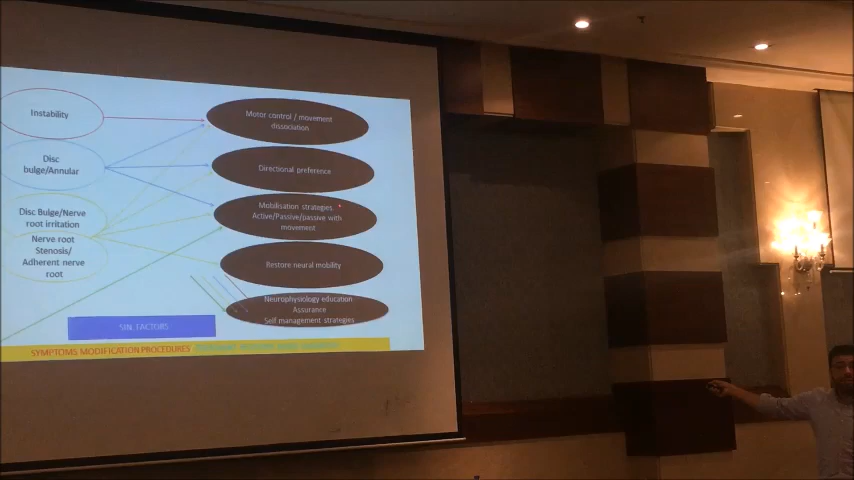 Instability
Disc
bulge/Annular
Disc Bulge/Nerve
root irritation
Nerve root
Stenosis/
Adherent nerve
root
Motor control / movement
dissociation
Directional preference
Mobilisation strategies
Active/Passive/passive with
movement
Restore neural mobility
Neurophysiology education
Assurance
Self-management strategies
SIN, FACTORS
SYMPTOMS MODIFICATION PROCEDURES